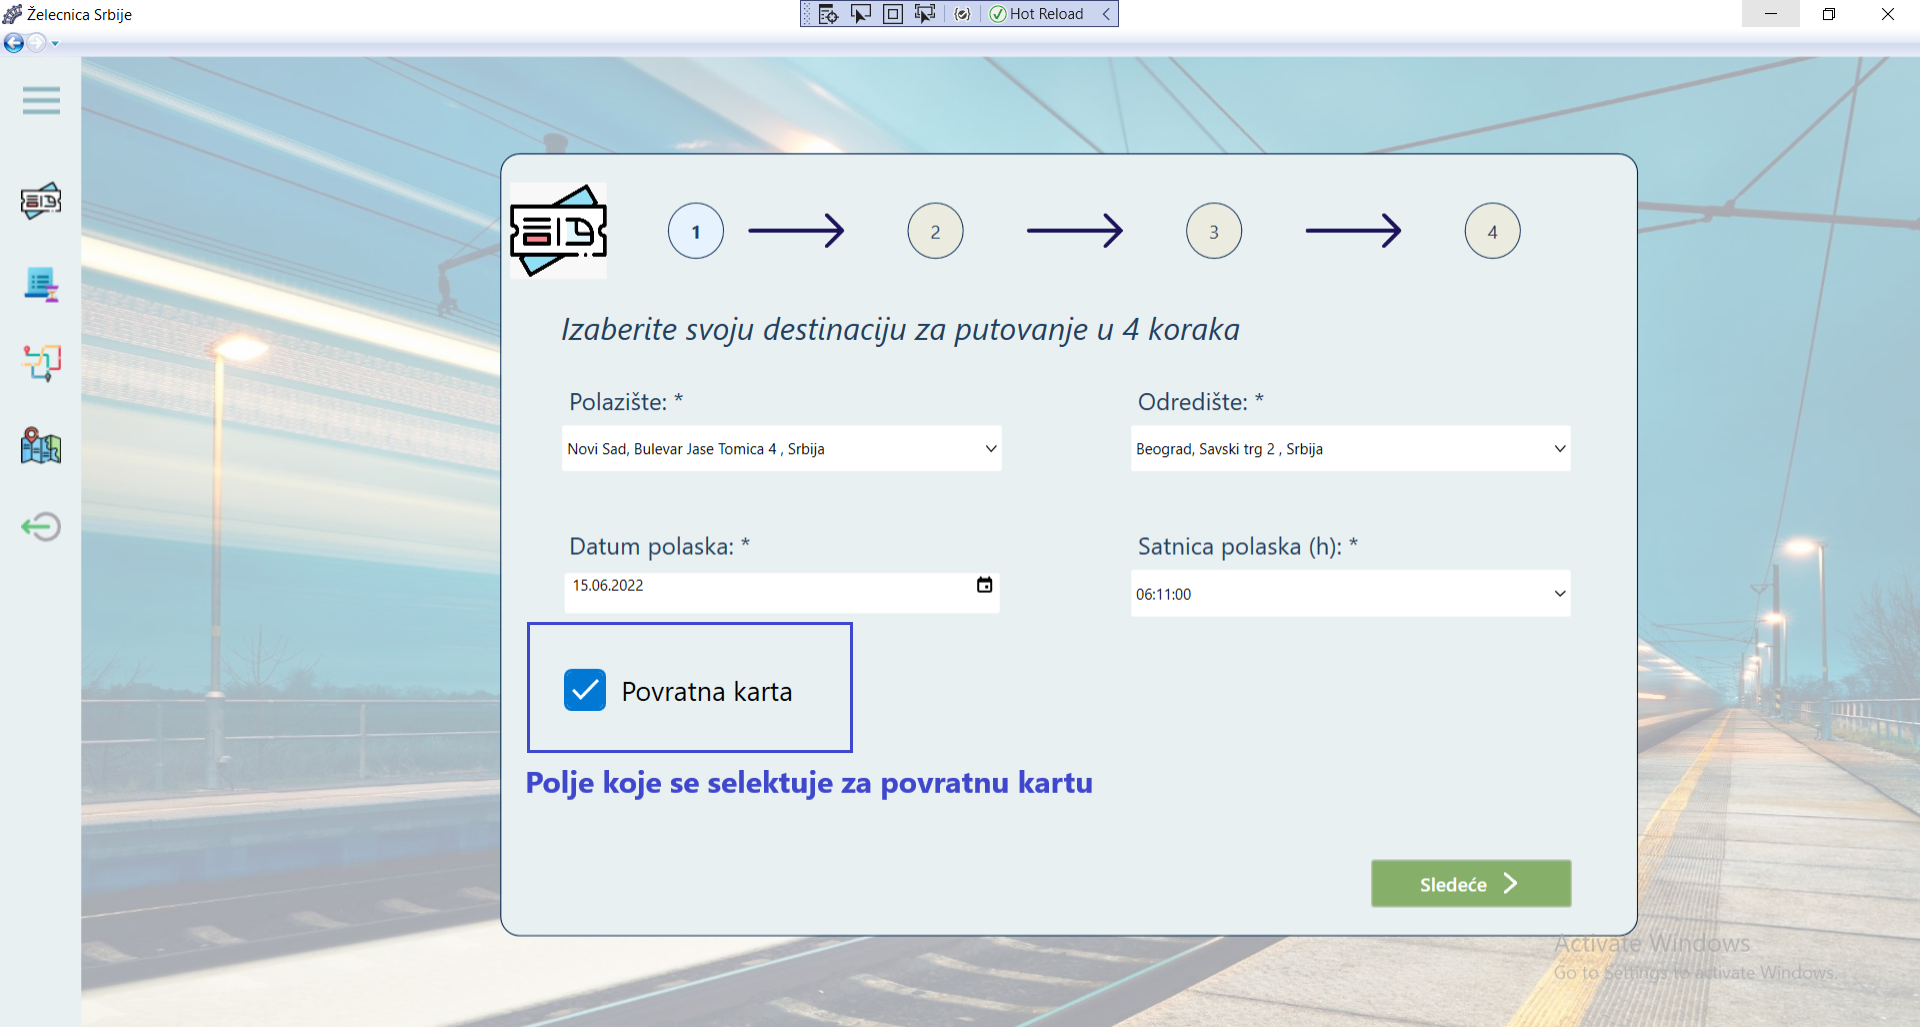 Želecnica Srbije
Hot Reload
1
2
3
4
Izaberite svoju destinaciju za putovanje u 4 koraka
Polazište: *
Odredište: *
Novi Sad, Bulevar Jase Tomica 4 , Srbija
Beograd, Savski trg 2 , Srbija
Datum polaska: *
Satnica polaska (h): *
15.06.2022
06:11:00
Povratna karta
Polje koje se selektuje za povratnu kartu
Sledeće
Activate Windows
Go to Settings to activate Windows.